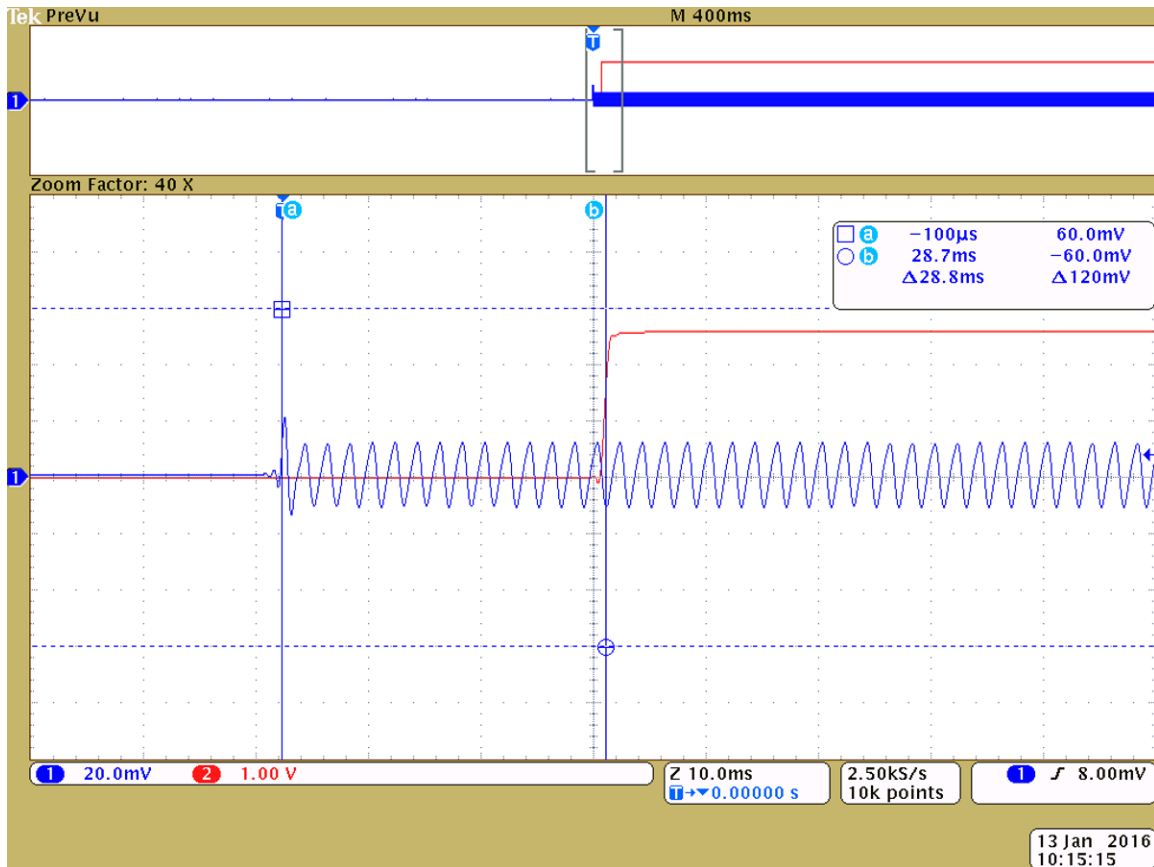 Tek PreVu M 400ms
T
1
Zoom Factor: 40 X
T a b
a −100µs 60.0mV
b 28.7ms −60.0mV
Δ28.8ms Δ120mV
1
1 20.0mV 2 1.00 V
Z 10.0ms
T→▼0.00000 s
2.50kS/s
10k points
1 ʃ 8.00mV
13 Jan 2016
10:15:15